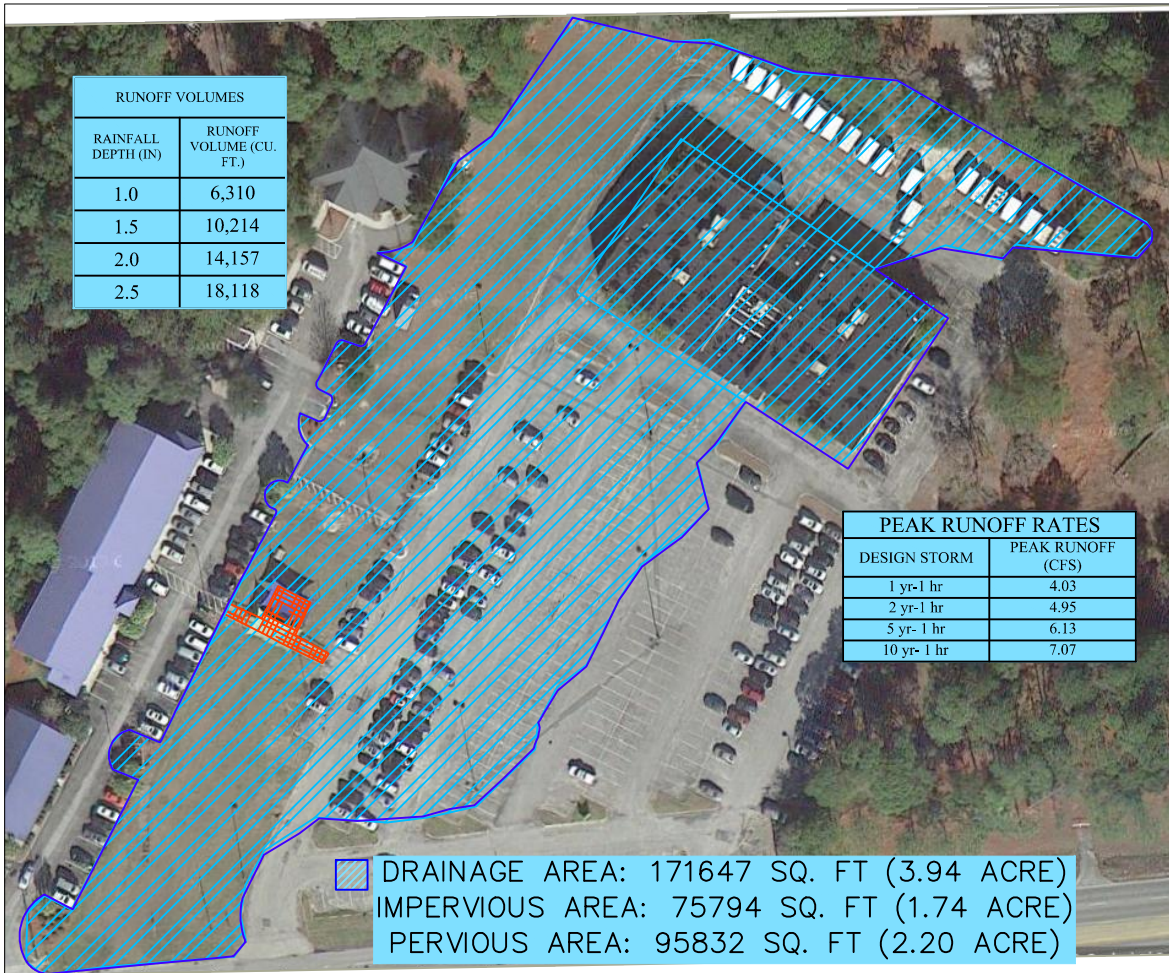 RUNOFF VOLUMES
RAINFALL DEPTH (IN)
RUNOFF VOLUME (CU. FT.)
1.0 6,310
1.5 10,214
2.0 14,157
2.5 18,118
PEAK RUNOFF RATES
DESIGN STORM
PEAK RUNOFF (CFS)
1 yr-1 hr 4.03
2 yr-1 hr 4.95
5 yr- 1 hr 6.13
10 yr- 1 hr 7.07
DRAINAGE AREA: 171647 SQ. FT (3.94 ACRE)
IMPERVIOUS AREA: 75794 SQ. FT (1.74 ACRE)
PERVIOUS AREA: 95832 SQ. FT (2.20 ACRE)